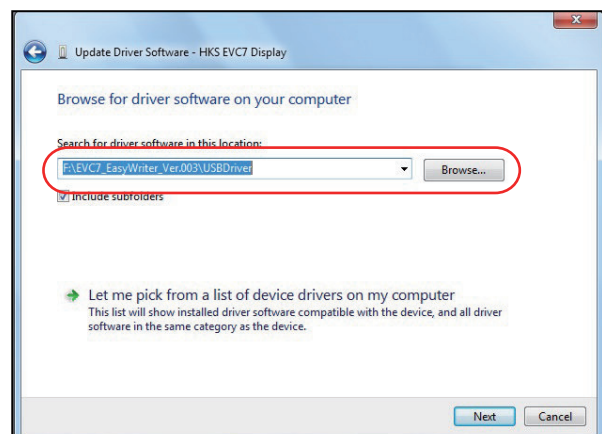 Update Driver Software - HKS EVC7 Display
Browse for driver software on your computer
Search for driver software in this location:
F:\EVC7_EasyWriter_Ver.003\USBDriver
Browse...
Include subfolders
Let me pick from a list of device drivers on my computer
This list will show installed driver software compatible with the device, and all driver
software in the same category as the device.
Next
Cancel